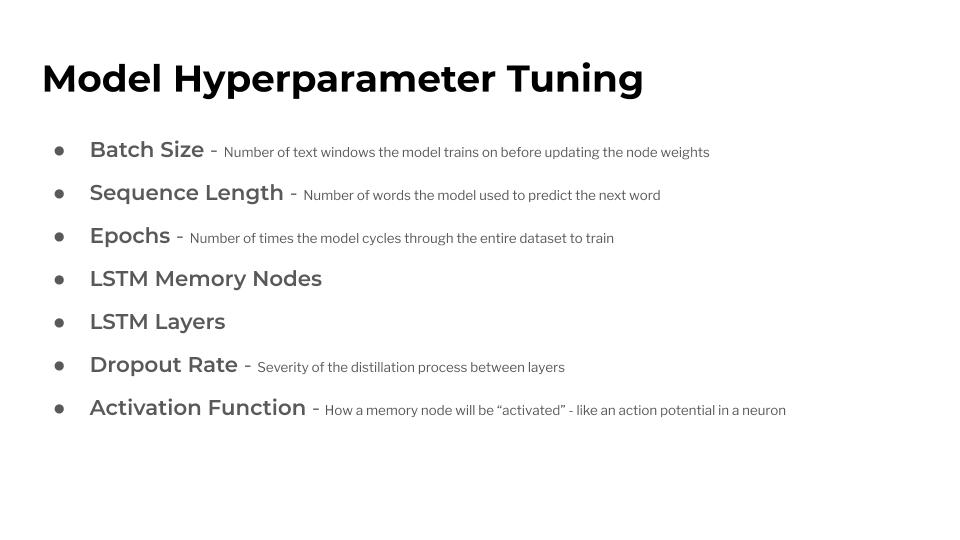 Model Hyperparameter Tuning
● Batch Size - Number of text windows the model trains on before updating the node weights
● Sequence Length - Number of words the model used to predict the next word
● Epochs - Number of times the model cycles through the entire dataset to train
● LSTM Memory Nodes
● LSTM Layers
● Dropout Rate - Severity of the distillation process between layers
● Activation Function - How a memory node will be “activated” - like an action potential in a neuron